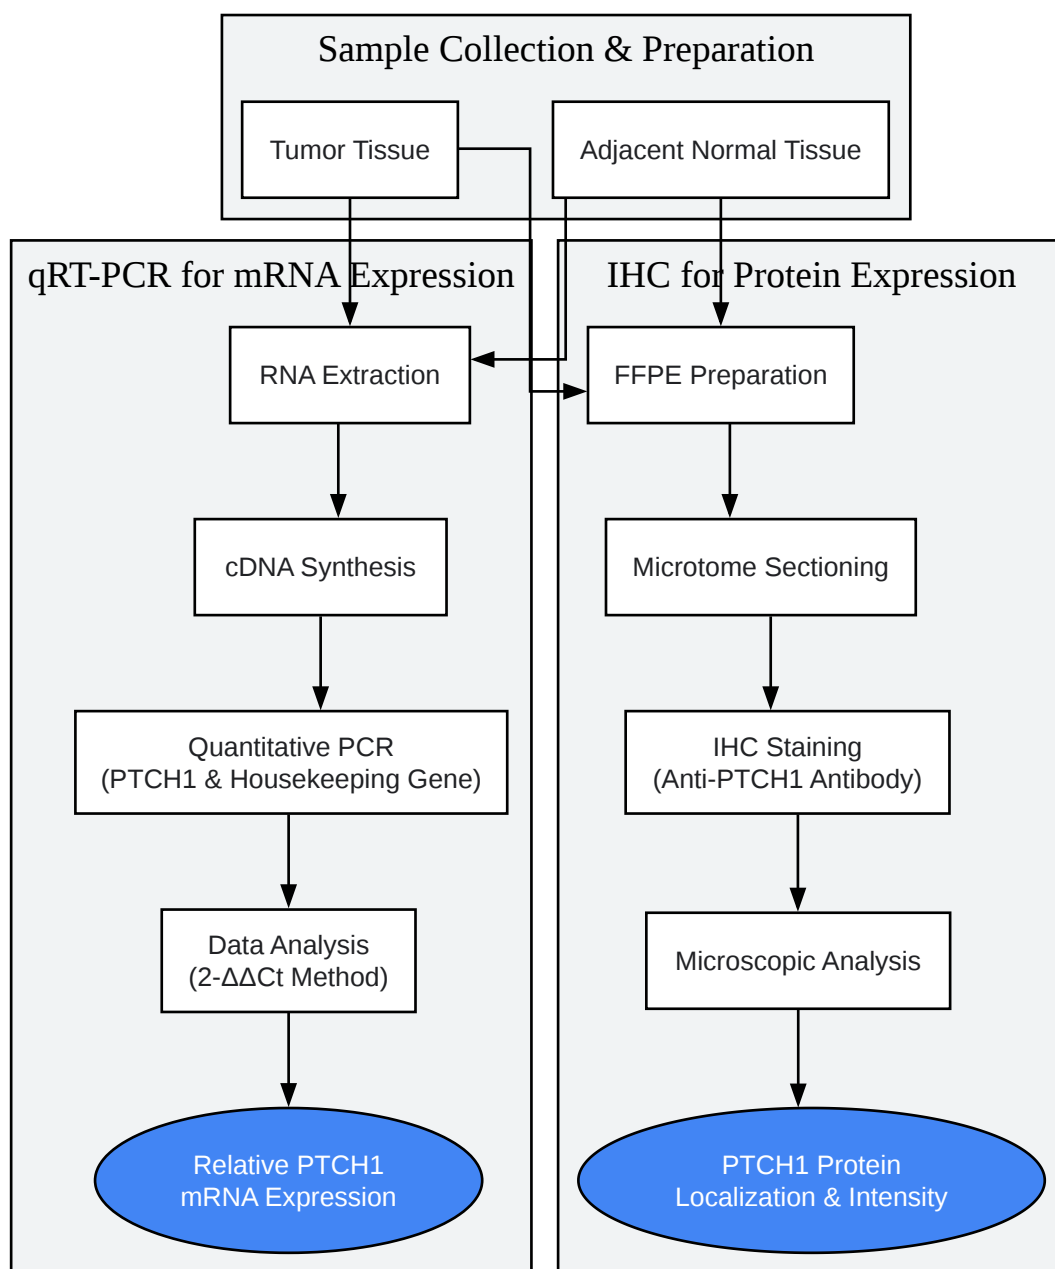 Sample Collection & Preparation
Tumor Tissue
Adjacent Normal Tissue
qRT-PCR for mRNA Expression
RNA Extraction
cDNA Synthesis
Quantitative PCR
(PTCH1 & Housekeeping Gene)
Data Analysis
(2-ΔΔCt Method)
Relative PTCH1
mRNA Expression
IHC for Protein Expression
FFPE Preparation
Microtome Sectioning
IHC Staining
(Anti-PTCH1 Antibody)
Microscopic Analysis
PTCH1 Protein
Localization & Intensity